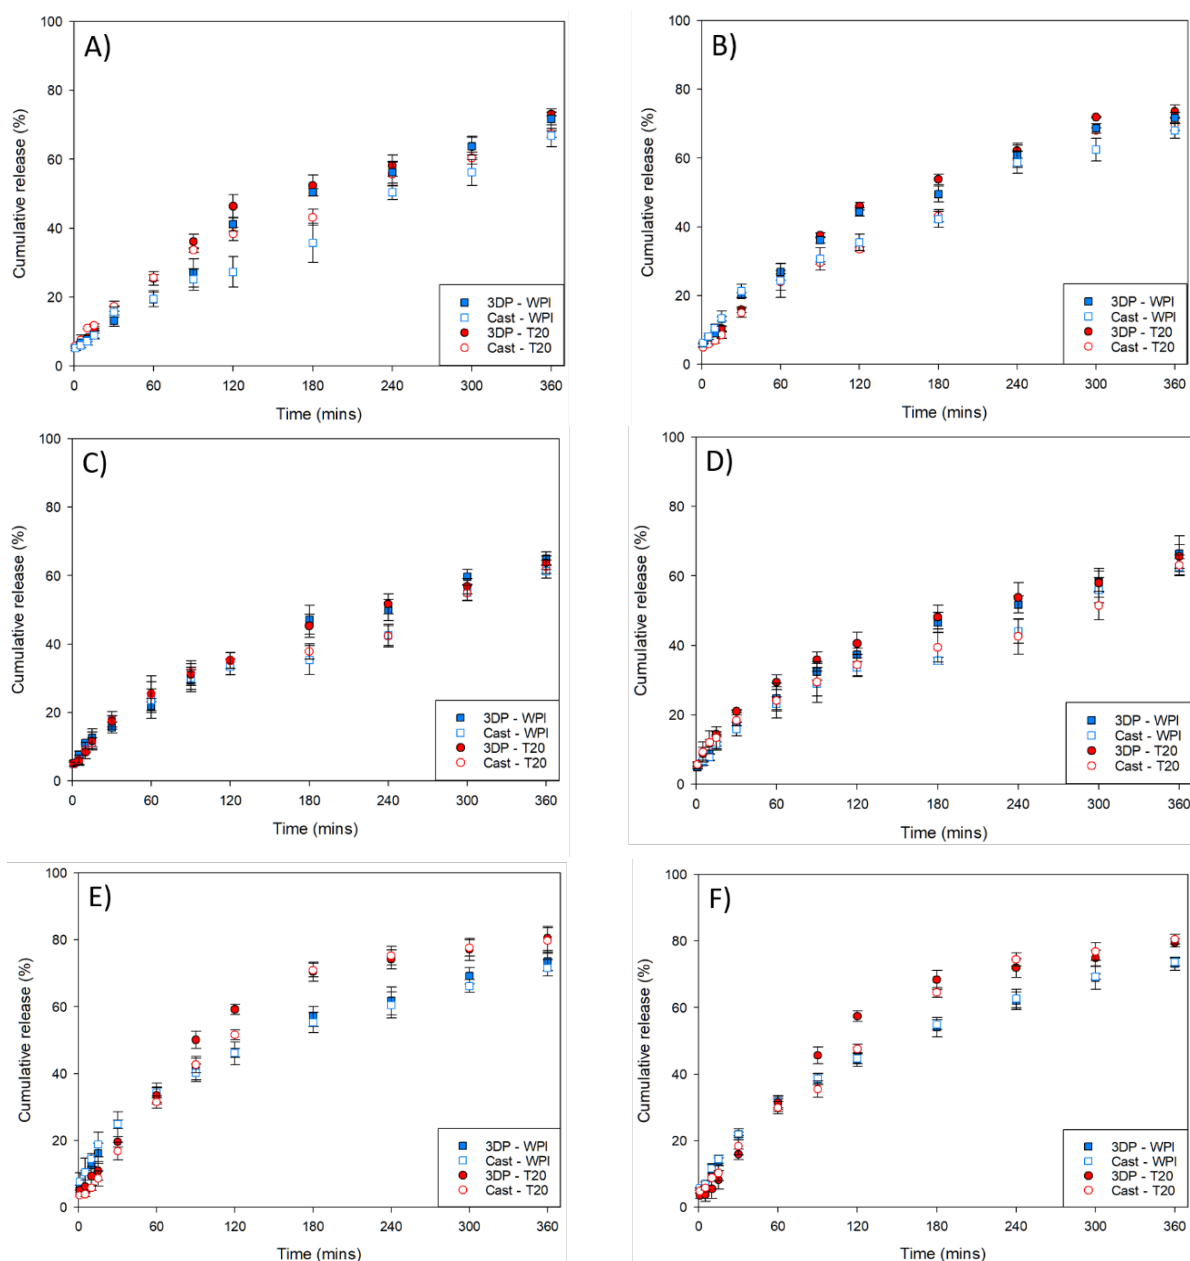 A)
Cumulative release (%)
100
80
60
40
20
0
3DP - WPI
Cast - WPI
3DP - T20
Cast - T20
0 60 120 180 240 300 360
Time (mins)
B)
Cumulative release (%)
100
80
60
40
20
0
3DP - WPI
Cast - WPI
3DP - T20
Cast - T20
0 60 120 180 240 300 360
Time (mins)
C)
Cumulative release (%)
100
80
60
40
20
0
3DP - WPI
Cast - WPI
3DP - T20
Cast - T20
0 60 120 180 240 300 360
Time (mins)
D)
Cumulative release (%)
100
80
60
40
20
0
3DP - WPI
Cast - WPI
3DP - T20
Cast - T20
0 60 120 180 240 300 360
Time (mins)
E)
Cumulative release (%)
100
80
60
40
20
0
3DP - WPI
Cast - WPI
3DP - T20
Cast - T20
0 60 120 180 240 300 360
Time (mins)
F)
Cumulative release (%)
100
80
60
40
20
0
3DP - WPI
Cast - WPI
3DP - T20
Cast - T20
0 60 120 180 240 300 360
Time (mins)